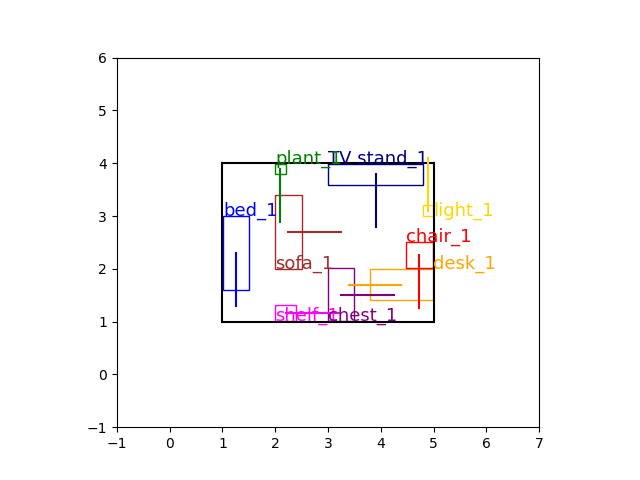 6
5
4
3
2
1
0
−1
plant_1
TV stand_1
bed_1
light_1
chair_1
sofa_1
desk_1
shelf_1
chest_1
−1 0 1 2 3 4 5 6 7